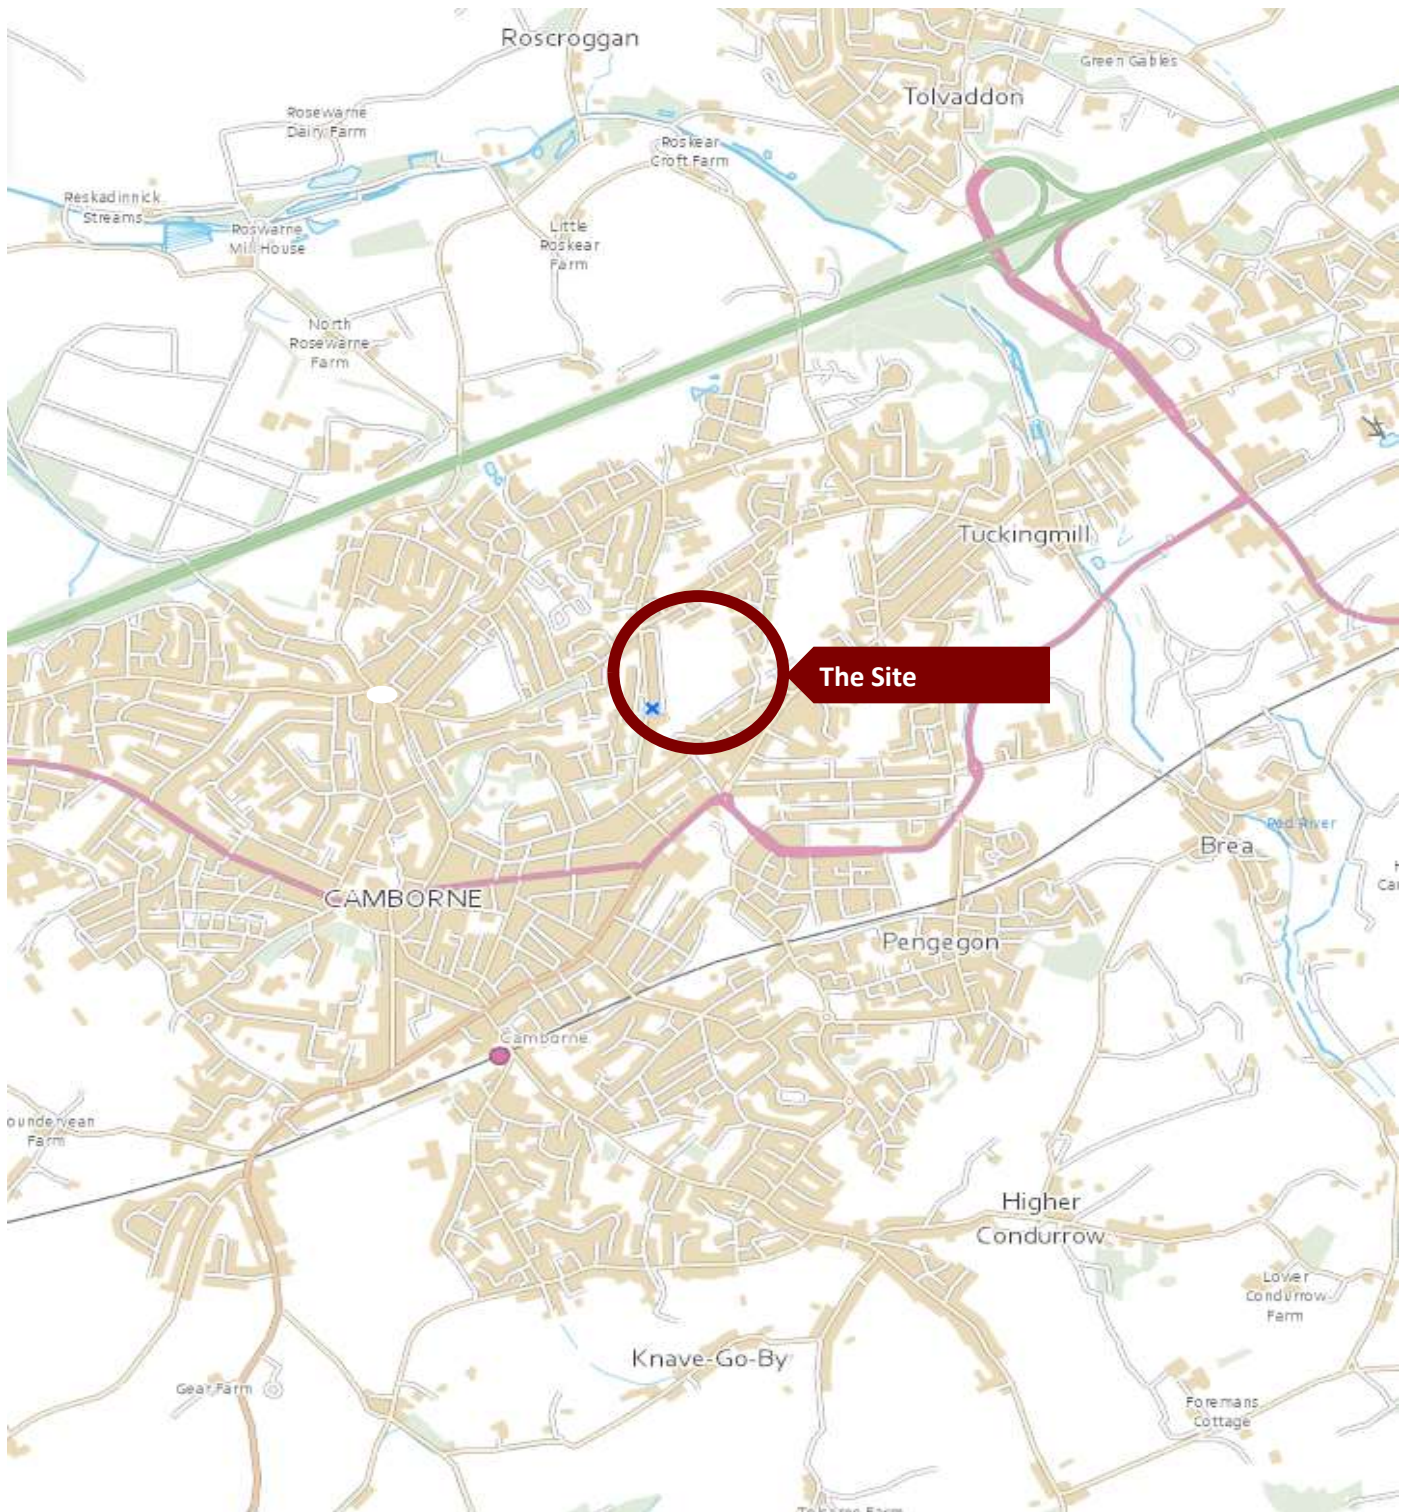 Roscroggan
Green Gables
Tolvaddon
Rosewarne
Dairy Farm
Roskear
Croft Farm
Reskadinnick
Streams
Roswarne
Mill House
Little
Roskear
Farm
North
Rosewarne
Farm
Tuckingmill
The Site
Red River
Brea
CAMBORNE
Pengegon
Camborne
Farm
Higher
Condurrow
Lower
Condurrow
Farm
Knave-Go-By
Gear Farm
Foremans
Cottage